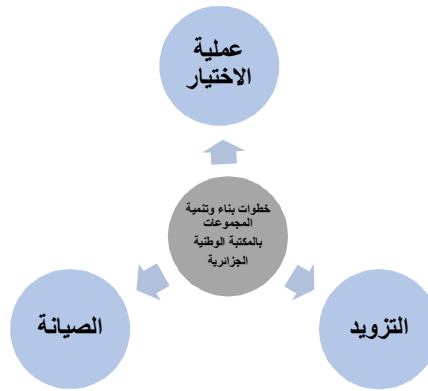 عملية
الاختيار
خطوات بناء وتنمية
المجموعات
بالمكتبة الوطنية
الجزائرية
التزويد
الصيانة